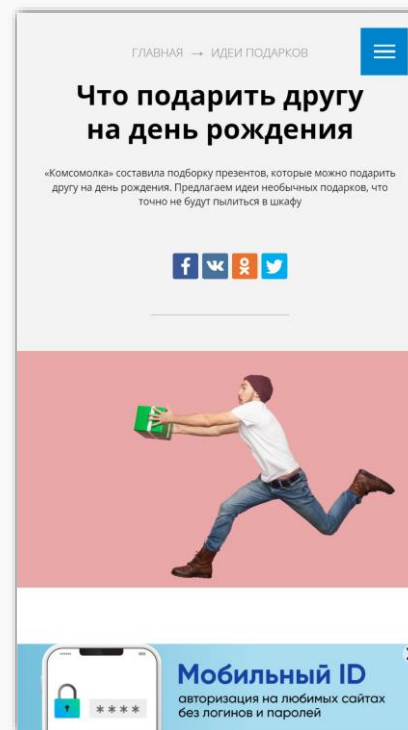 ГЛАВНАЯ → ИДЕИ ПОДАРКОВ
Что подарить другу
на день рождения
«Комсомолка» составила подборку презентов, которые можно подарить
другу на день рождения. Предлагаем идеи необычных подарков, что
точно не будут пылиться в шкафу
Мобильный ID
авторизация на любимых сайтах
без логинов и паролей
****